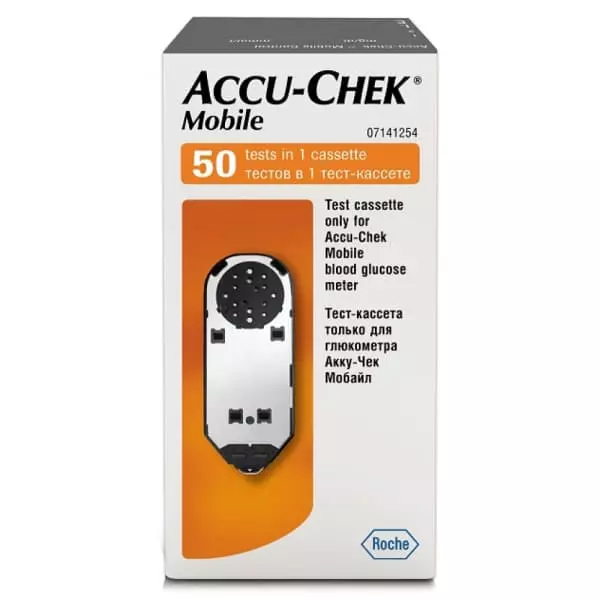 ACCU-CHEK®
Mobile
07141254
50 tests in 1 cassette
тестов в 1 тест-кассете
Test cassette
only for
Accu-Chek
Mobile
blood glucose
meter
Тест-кассета
только для
глюкометра
Акку-Чек
Мобайл
Roche